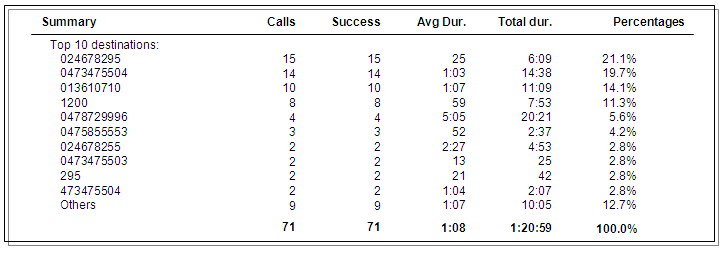 Summary Calls Success Avg Dur. Total dur. Percentages
Top 10 destinations:
024678295 15 15 25 6:09 21.1%
0473475504 14 14 1:03 14:38 19.7%
013610710 10 10 1:07 11:09 14.1%
1200 8 8 59 7:53 11.3%
0478729996 4 4 5:05 20:21 5.6%
0475855553 3 3 52 2:37 4.2%
024678255 2 2 2:27 4:53 2.8%
0473475503 2 2 13 25 2.8%
295 2 2 21 42 2.8%
473475504 2 2 1:04 2:07 2.8%
Others 9 9 1:07 10:05 12.7%
71 71 1:08 1:20:59 100.0%